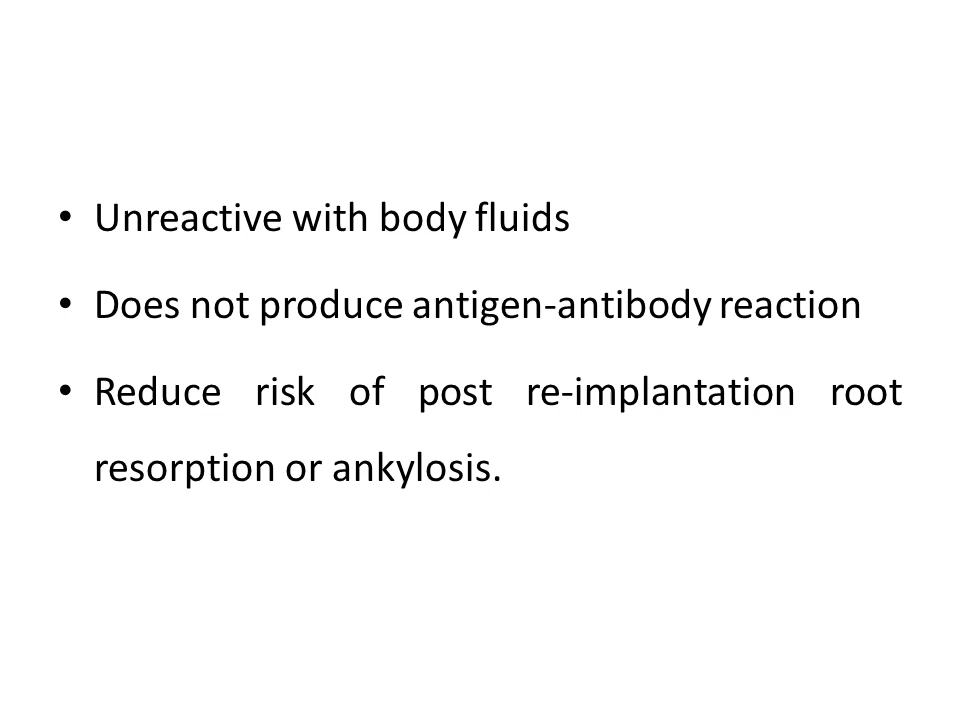 • Unreactive with body fluids
• Does not produce antigen-antibody reaction
• Reduce risk of post re-implantation root
resorption or ankylosis.